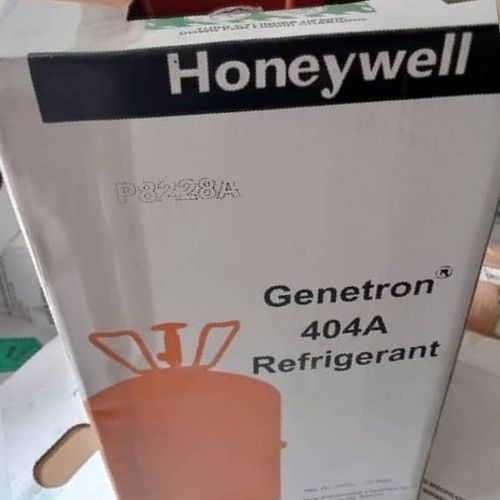 Honeywell
P8228A
Genetron®
404A
Refrigerant